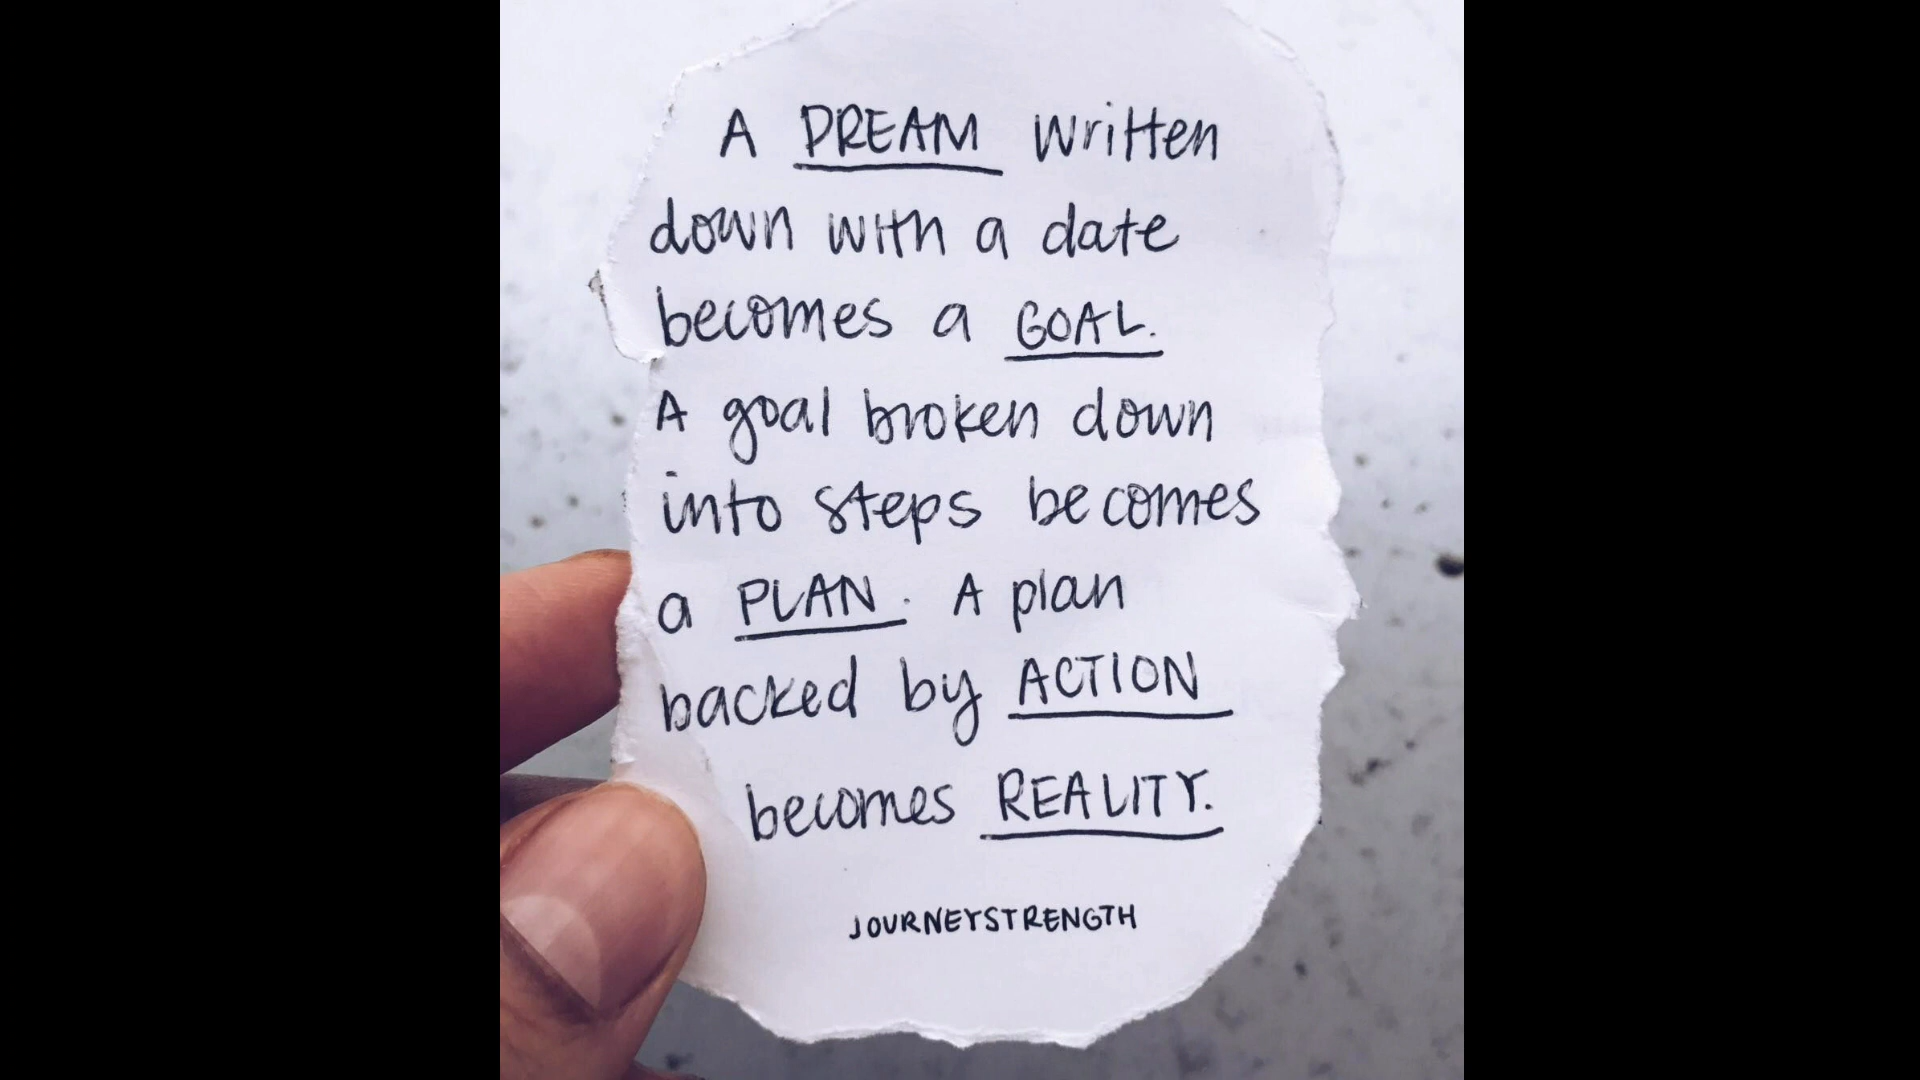 A DREAM written
down with a date
becomes a GOAL.
A goal broken down
into steps becomes
a PLAN. A plan
backed by ACTION
becomes REALITY.
JOURNEYSTRENGTH